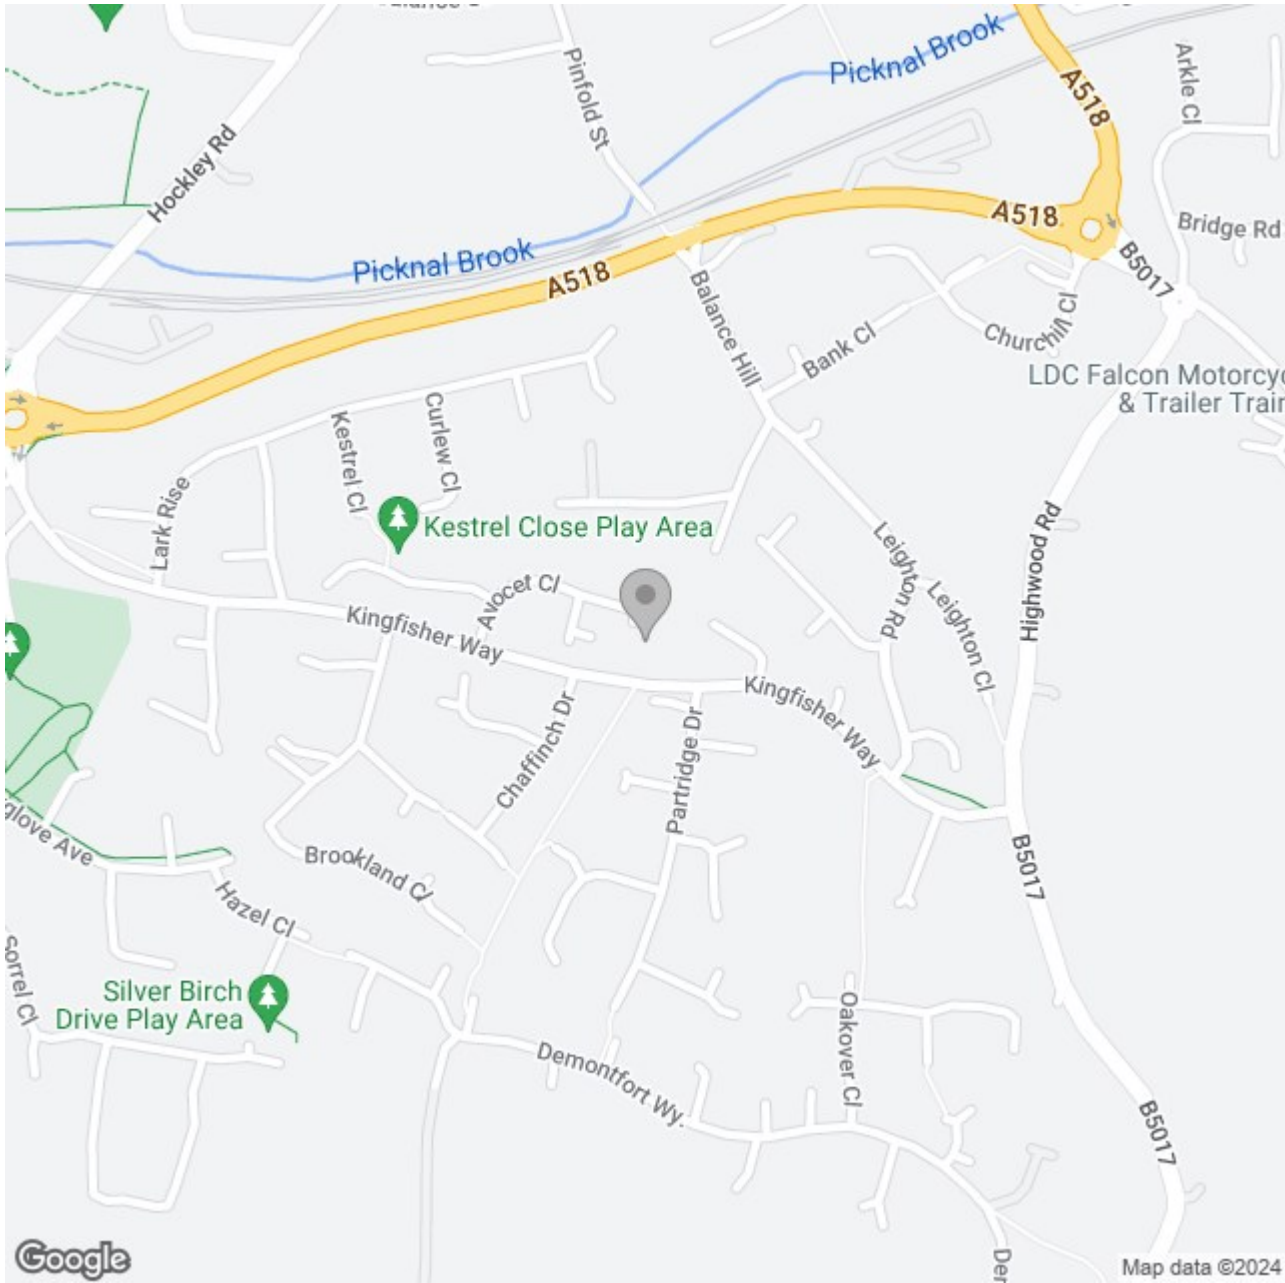 Pinfold St
Picknal Brook
A518
Arkle Cl
Hockley Rd
A518
Bridge Rd
Picknal Brook
A518
B5017
Balance Hill
Churchill Cl
Bank Cl
LDC Falcon Motorcyc
& Trailer Train
Kestrel Cl
Curlew Cl
Lark Rise
Kestrel Close Play Area
Leighton Rd
Highwood Rd
Avocet Cl
Leighton Cl
Kingfisher Way
Kingfisher Way
Chaffinch Dr
Partridge Dr
glove Ave
Brookland Cl
B5017
Hazel Cl
Sorrel Cl
Silver Birch
Drive Play Area
Oakover Cl
Demontfort Wy.
B5017
Der
Google
Map data ©2024